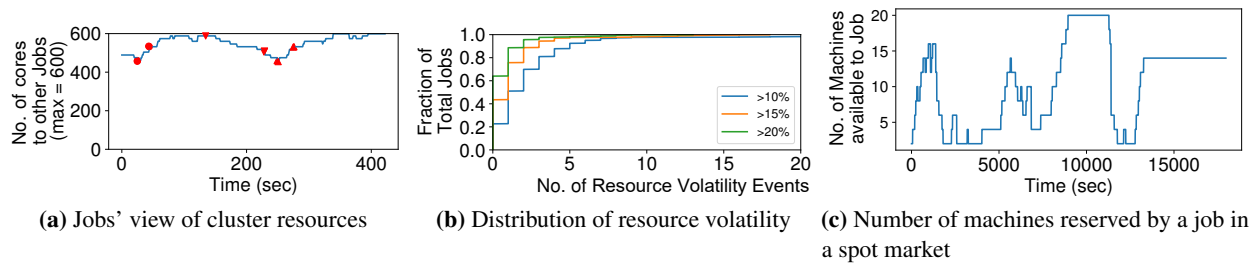 No. of cores
to other Jobs
(max = 600)
600
400
200
0
0
200
400
Time (sec)
(a) Jobs' view of cluster resources
Fraction of
Total Jobs
1.0
0.8
0.6
0.4
0.2
0.0
>10%
>15%
>20%
0
5
10
15
20
No. of Resource Volatility Events
(b) Distribution of resource volatility
No. of Machines
available to Job
20
15
10
5
0
5000
10000
15000
Time (sec)
(c) Number of machines reserved by a job in
a spot market